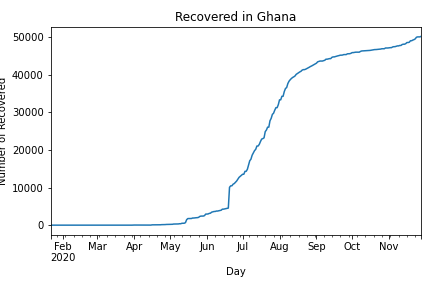 Recovered in Ghana
50000
40000
30000
20000
10000
0
Number of Recovered
Feb Mar Apr May Jun Jul Aug Sep Oct Nov
2020
Day